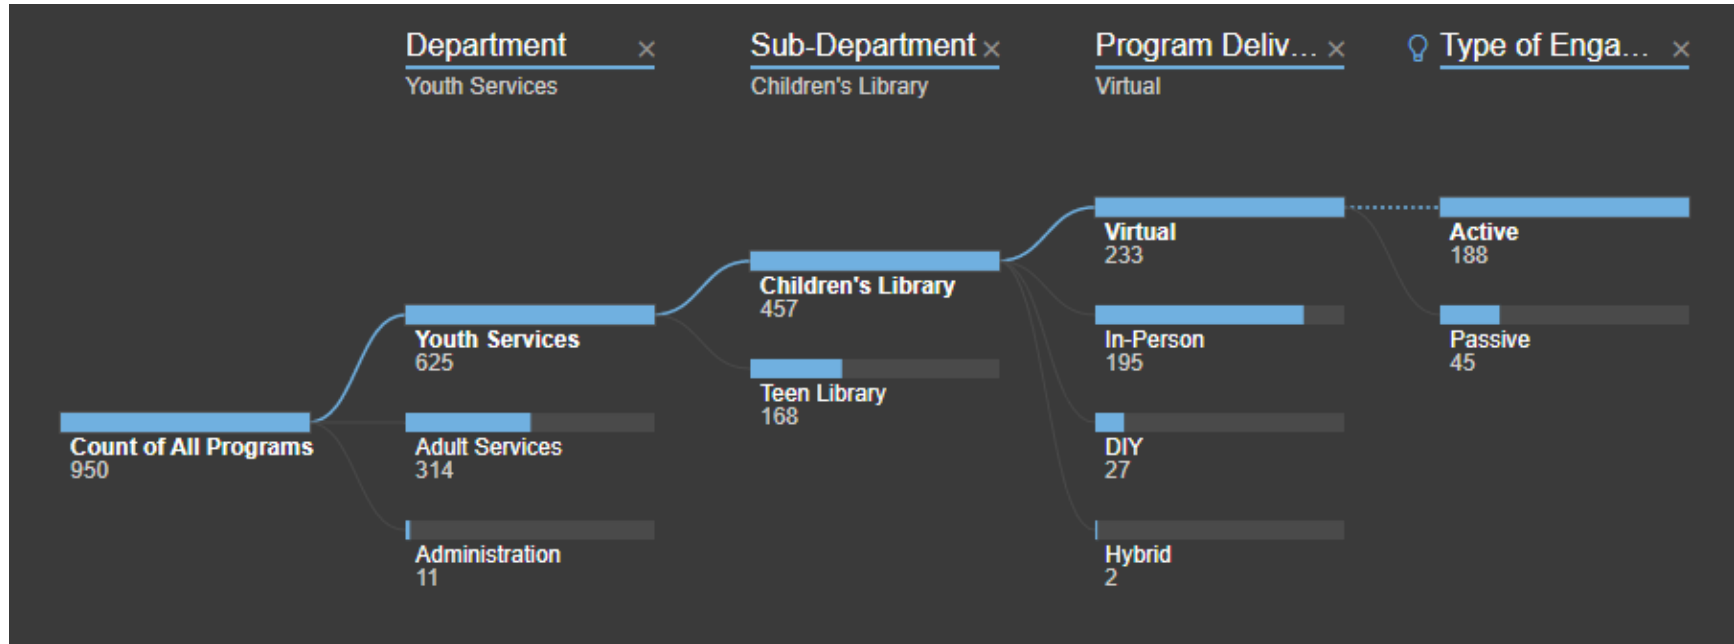 Department
Youth Services
Sub-Department
Children's Library
Program Deliv...
Virtual
Type of Enga...
Count of All Programs
950
Youth Services
625
Adult Services
314
Administration
11
Children's Library
457
Teen Library
168
Virtual
233
In-Person
195
DIY
27
Hybrid
2
Active
188
Passive
45